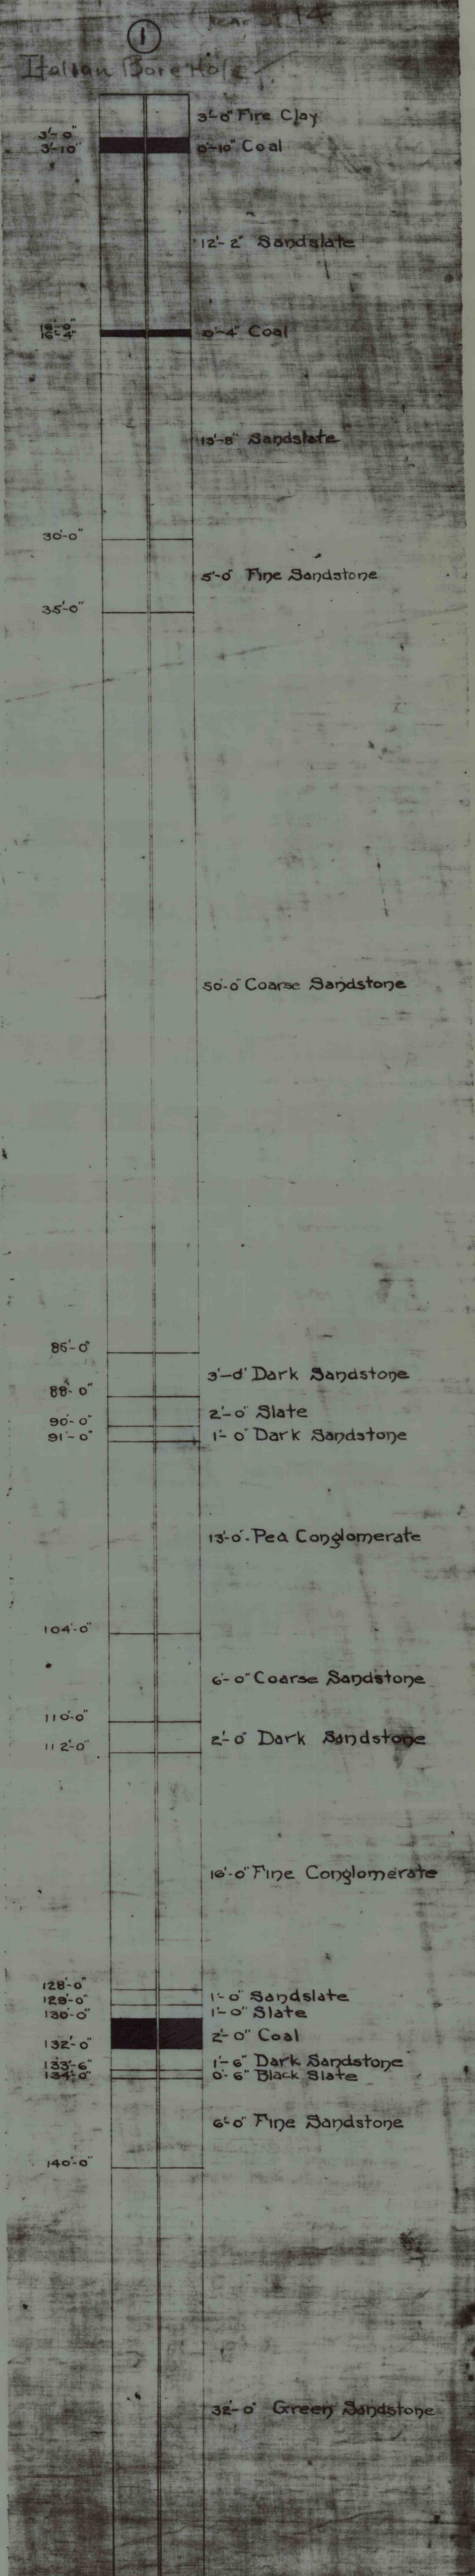 14
1
Italian Bore Hole
3'-0" Fire Clay
3'-0"
3'-10"
0'-10" Coal
12'-2" Sandslate
16'-0"
16'-4"
0'-4" Coal
13'-8" Sandslate
30'-0"
5'-0" Fine Sandstone
35'-0"
50'-0" Coarse Sandstone
85'-0"
3'-0" Dark Sandstone
88'-0"
2'-0" Slate
90'-0"
91'-0"
1'-0" Dark Sandstone
13'-0" Pea Conglomerate
104'-0"
6'-0" Coarse Sandstone
110'-0"
2'-0" Dark Sandstone
112'-0"
16'-0" Fine Conglomerate
128'-0"
1'-0" Sandslate
129'-0"
1'-0" Slate
130'-0"
2'-0" Coal
132'-0"
1'-6" Dark Sandstone
133'-6"
0'-6" Black Slate
134'-0"
6'-0" Fine Sandstone
140'-0"
32'-0" Green Sandstone